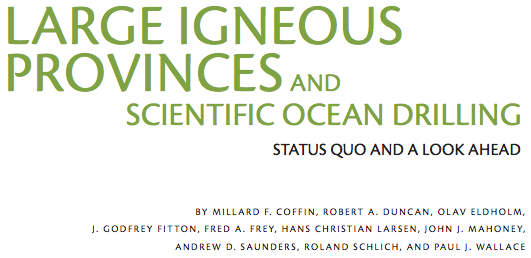 LARGE IGNEOUS
PROVINCES AND
SCIENTIFIC OCEAN DRILLING
STATUS QUO AND A LOOK AHEAD
BY MILLARD F. COFFIN, ROBERT A. DUNCAN, OLAV ELDHOLM,
J. GODFREY FITTON, FRED A. FREY, HANS CHRISTIAN LARSEN, JOHN J. MAHONEY,
ANDREW D. SAUNDERS, ROLAND SCHLICH, AND PAUL J. WALLACE